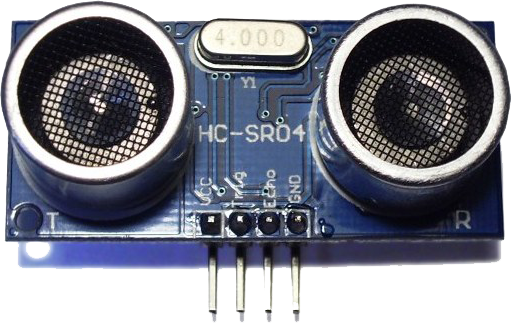 4.000
Y1
HC-SR04
VCC
Trig
Echo
GND
T
R